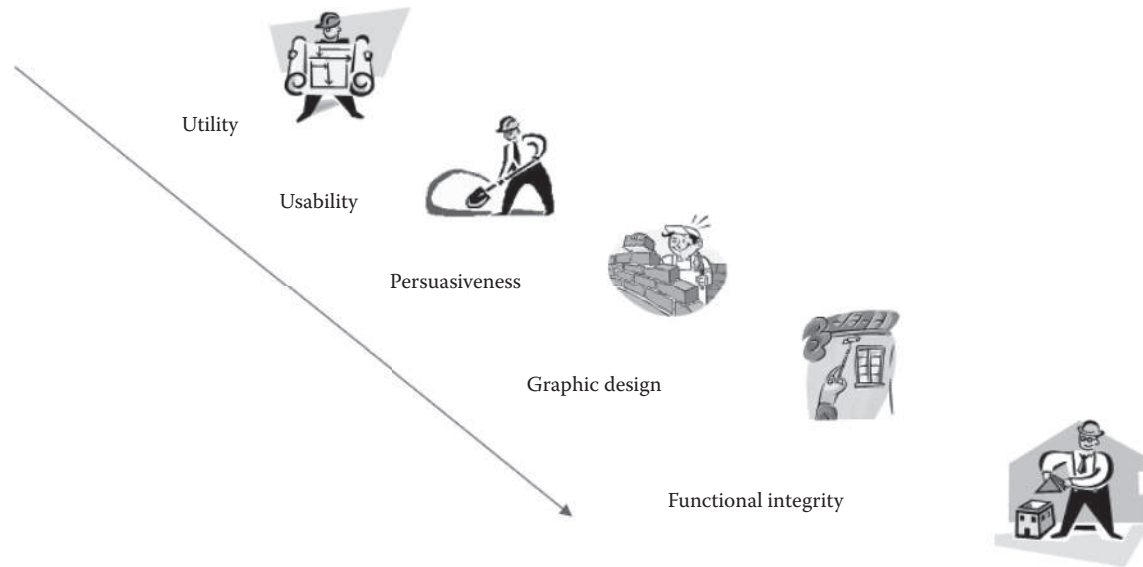 Utility
Usability
Persuasiveness
Graphic design
Functional integrity